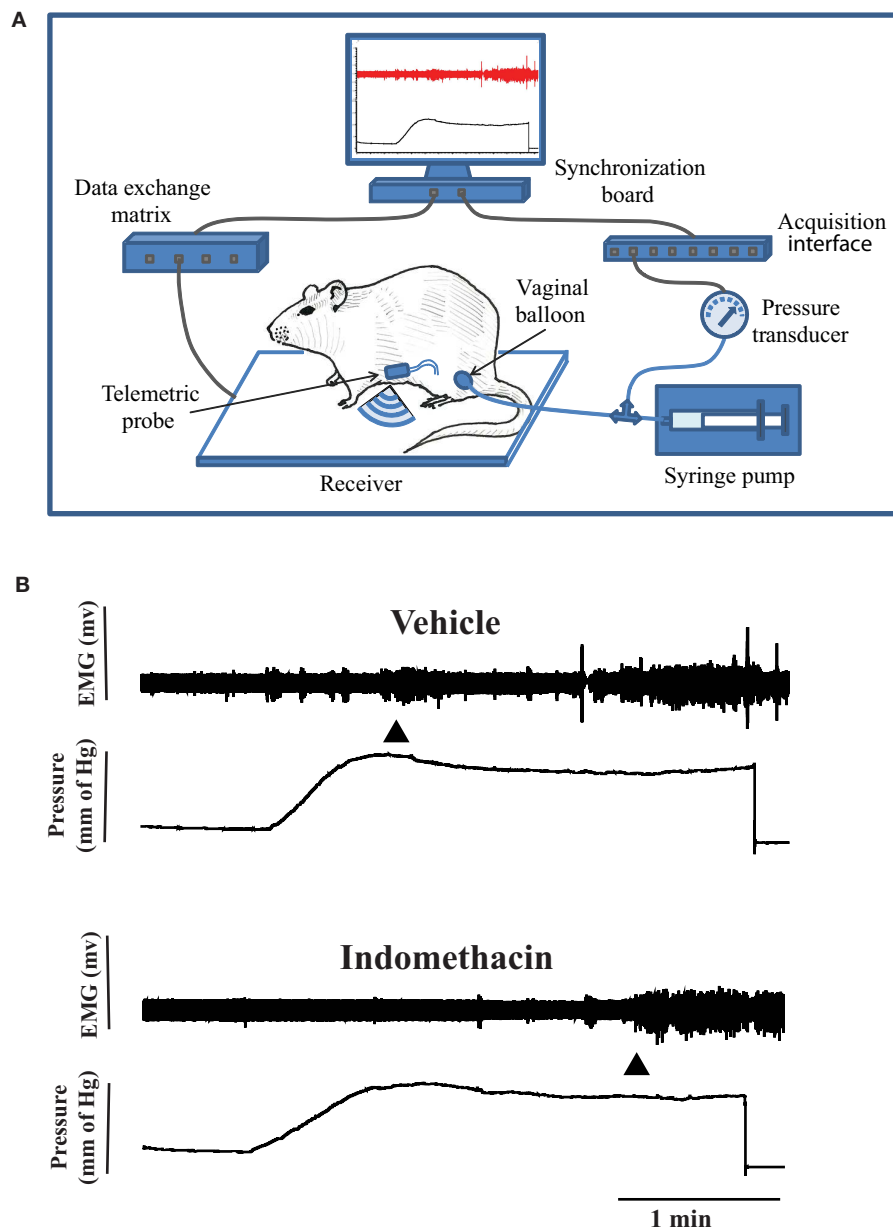 A
Synchronization
board
Data exchange
matrix
Acquisition
interface
Vaginal
balloon
Pressure
transducer
Telemetric
probe
Receiver
Syringe pump
B
Vehicle
EMG (mv)
Pressure
(mm of Hg)
Indomethacin
EMG (mv)
Pressure
(mm of Hg)
1 min